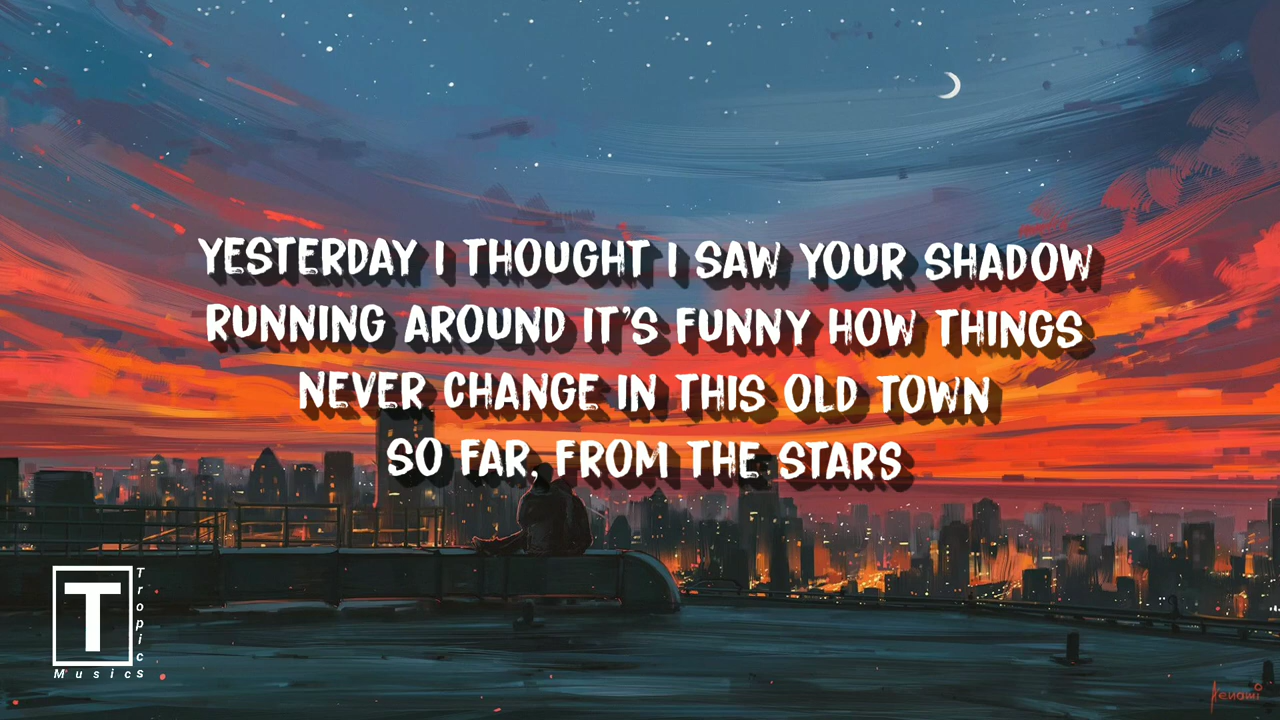 YESTERDAY I THOUGHT I SAW YOUR SHADOW
RUNNING AROUND IT'S FUNNY HOW THINGS
NEVER CHANGE IN THIS OLD TOWN
SO FAR, FROM THE STARS
T
Tropics
Musics
Aenami